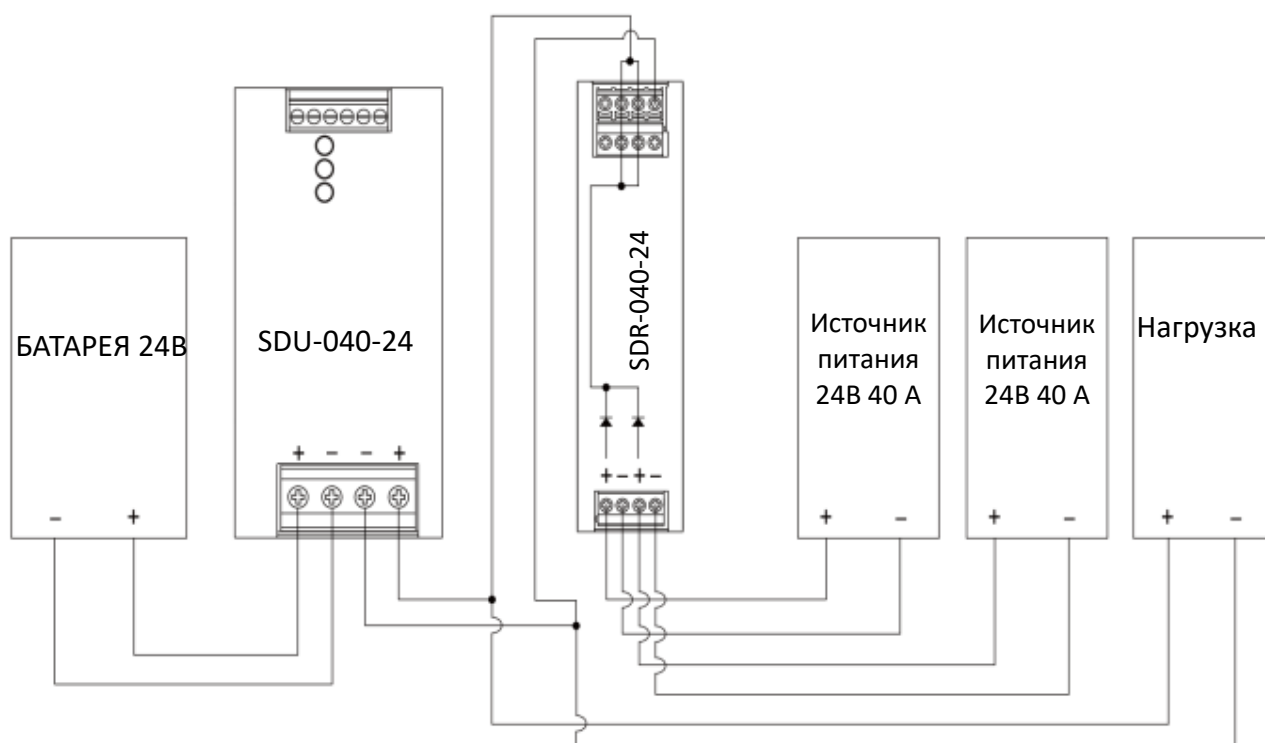 БАТАРЕЯ 24В
SDU-040-24
SDR-040-24
Источник
питания
24В 40 А
Источник
питания
24В 40 А
Нагрузка
+ − − +
+ − + −
− +
+ −
+ −
+ −